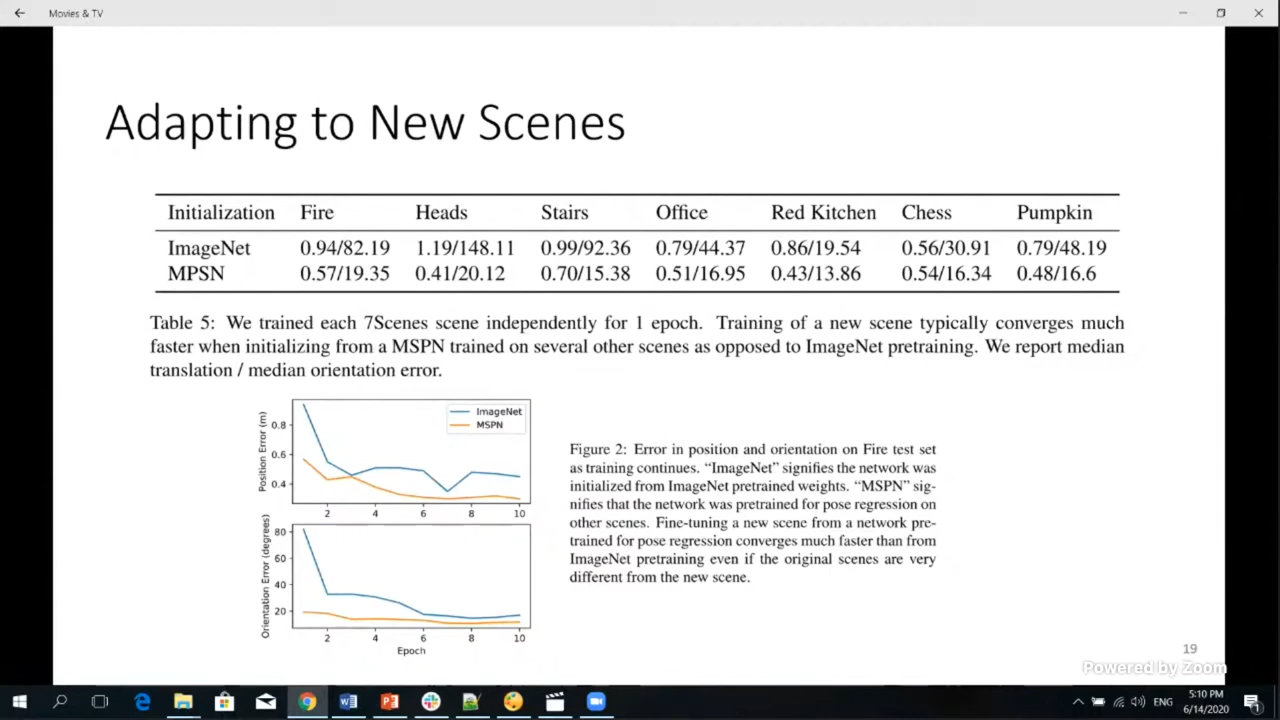 Movies & TV
Adapting to New Scenes
Initialization Fire Heads Stairs Office Red Kitchen Chess Pumpkin
ImageNet 0.94/82.19 1.19/148.11 0.99/92.36 0.79/44.37 0.86/19.54 0.56/30.91 0.79/48.19
MPSN 0.57/19.35 0.41/20.12 0.70/15.38 0.51/16.95 0.43/13.86 0.54/16.34 0.48/16.6
Table 5: We trained each 7Scenes scene independently for 1 epoch. Training of a new scene typically converges much
faster when initializing from a MSPN trained on several other scenes as opposed to ImageNet pretraining. We report median
translation / median orientation error.
Position Error (m)
0.8
0.6
0.4
ImageNet
MSPN
2 4 6 8 10
Orientation Error (degrees)
80
60
40
20
2 4 6 8 10
Epoch
Figure 2: Error in position and orientation on Fire test set
as training continues. “ImageNet” signifies the network was
initialized from ImageNet pretrained weights. “MSPN” sig-
nifies that the network was pretrained for pose regression on
other scenes. Fine-tuning a new scene from a network pre-
trained for pose regression converges much faster than from
ImageNet pretraining even if the original scenes are very
different from the new scene.
19
Powered by Zoom
ENG
5:10 PM
6/14/2020
1